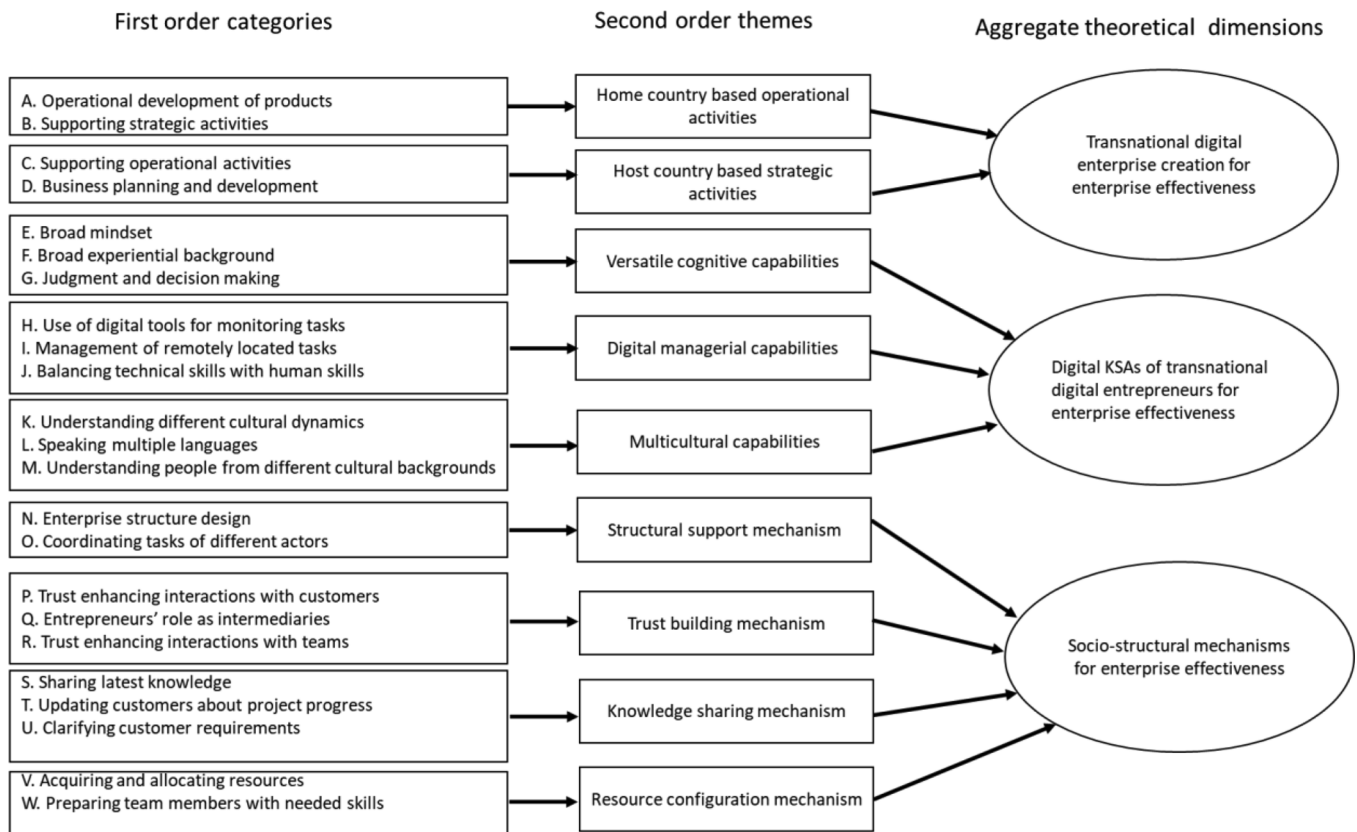 First order categories
Second order themes
Aggregate theoretical dimensions
A. Operational development of products
B. Supporting strategic activities
Home country based operational
activities
C. Supporting operational activities
D. Business planning and development
Host country based strategic
activities
Transnational digital
enterprise creation for
enterprise effectiveness
E. Broad mindset
F. Broad experiential background
G. Judgment and decision making
Versatile cognitive capabilities
H. Use of digital tools for monitoring tasks
I. Management of remotely located tasks
J. Balancing technical skills with human skills
Digital managerial capabilities
K. Understanding different cultural dynamics
L. Speaking multiple languages
M. Understanding people from different cultural backgrounds
Multicultural capabilities
Digital KSAs of transnational
digital entrepreneurs for
enterprise effectiveness
N. Enterprise structure design
O. Coordinating tasks of different actors
Structural support mechanism
P. Trust enhancing interactions with customers
Q. Entrepreneurs’ role as intermediaries
R. Trust enhancing interactions with teams
Trust building mechanism
S. Sharing latest knowledge
T. Updating customers about project progress
U. Clarifying customer requirements
Knowledge sharing mechanism
V. Acquiring and allocating resources
W. Preparing team members with needed skills
Resource configuration mechanism
Socio-structural mechanisms
for enterprise effectiveness